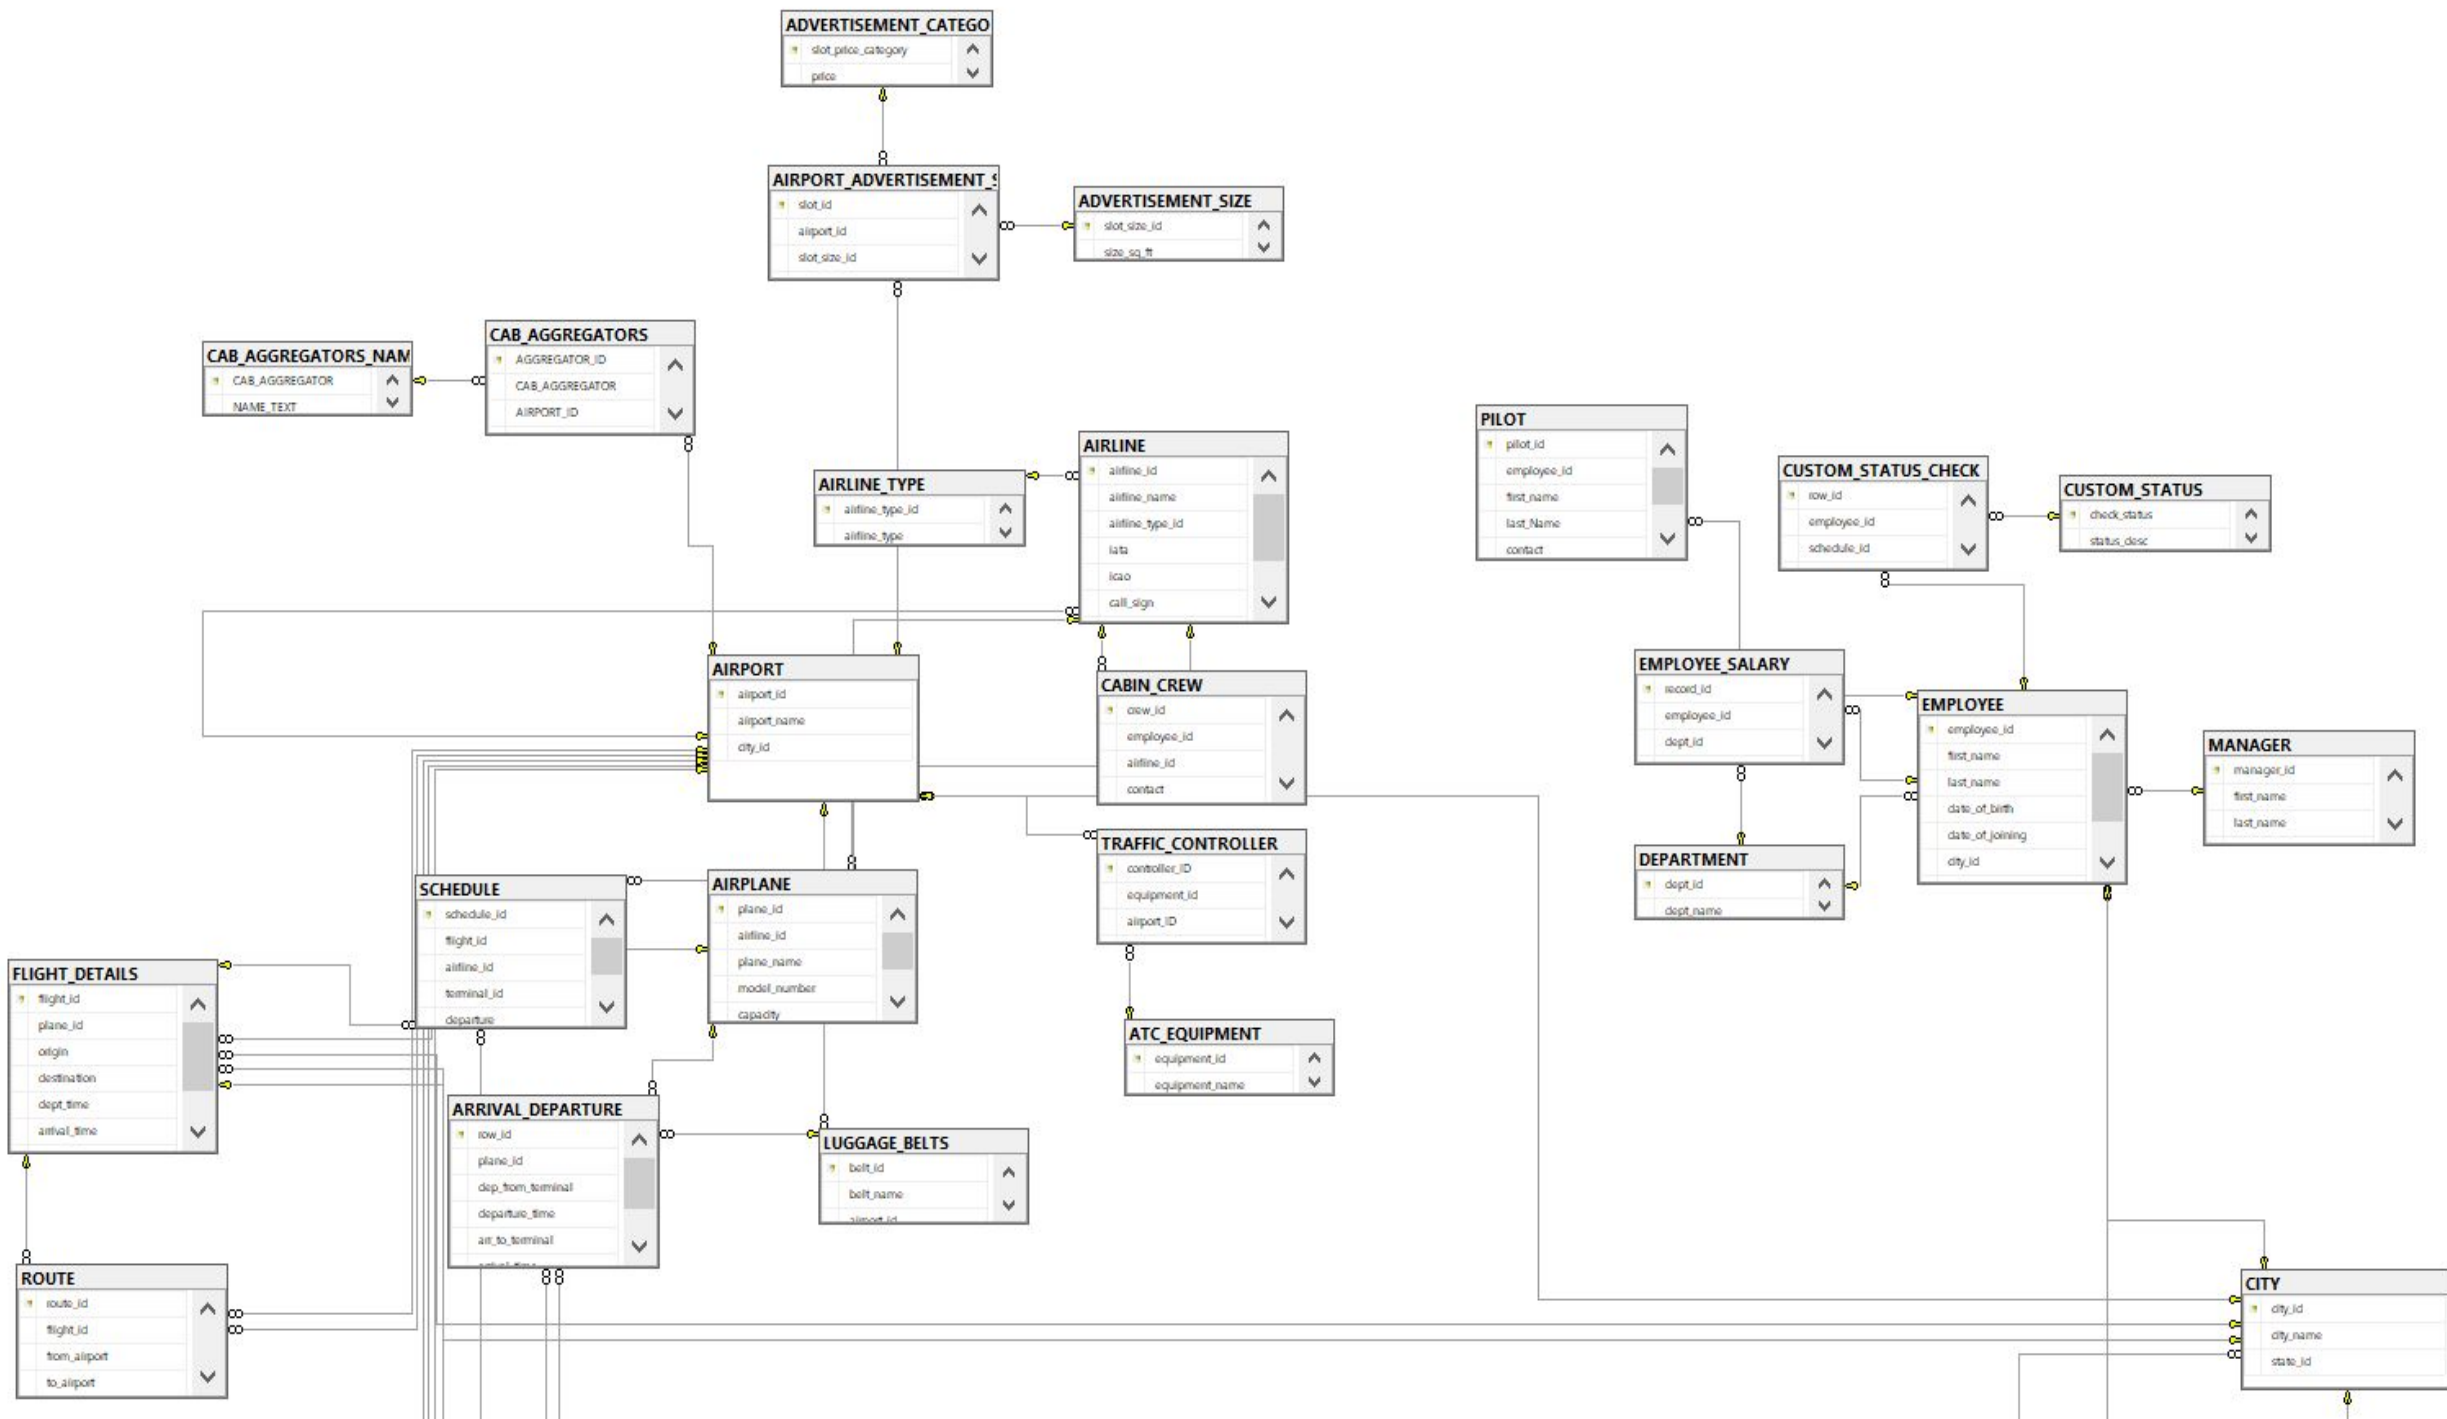 ADVERTISEMENT_CATEGO
slot_price_category
price
AIRPORT_ADVERTISEMENT_S
slot_id
airport_id
slot_size_id
ADVERTISEMENT_SIZE
slot_size_id
size_sq_ft
CAB_AGGREGATORS_NAM
CAB_AGGREGATOR
NAME_TEXT
CAB_AGGREGATORS
AGGREGATOR_ID
CAB_AGGREGATOR
AIRPORT_ID
AIRLINE_TYPE
airline_type_id
airline_type
AIRLINE
airline_id
airline_name
airline_type_id
iata
icao
call_sign
PILOT
pilot_id
employee_id
first_name
last_Name
contact
CUSTOM_STATUS_CHECK
row_id
employee_id
schedule_id
CUSTOM_STATUS
check_status
status_desc
AIRPORT
airport_id
airport_name
city_id
CABIN_CREW
crew_id
employee_id
airline_id
contact
EMPLOYEE_SALARY
record_id
employee_id
dept_id
EMPLOYEE
employee_id
first_name
last_name
date_of_birth
date_of_joining
city_id
MANAGER
manager_id
first_name
last_name
TRAFFIC_CONTROLLER
controller_ID
equipment_id
airport_ID
DEPARTMENT
dept_id
dept_name
SCHEDULE
schedule_id
flight_id
airline_id
terminal_id
departure
AIRPLANE
plane_id
airline_id
plane_name
model_number
capacity
FLIGHT_DETAILS
flight_id
plane_id
origin
destination
dept_time
arrival_time
ATC_EQUIPMENT
equipment_id
equipment_name
ARRIVAL_DEPARTURE
row_id
plane_id
dep_from_terminal
departure_time
arr_to_terminal
arrival_time
LUGGAGE_BELTS
belt_id
belt_name
airport_id
ROUTE
route_id
flight_id
from_airport
to_airport
CITY
city_id
city_name
state_id